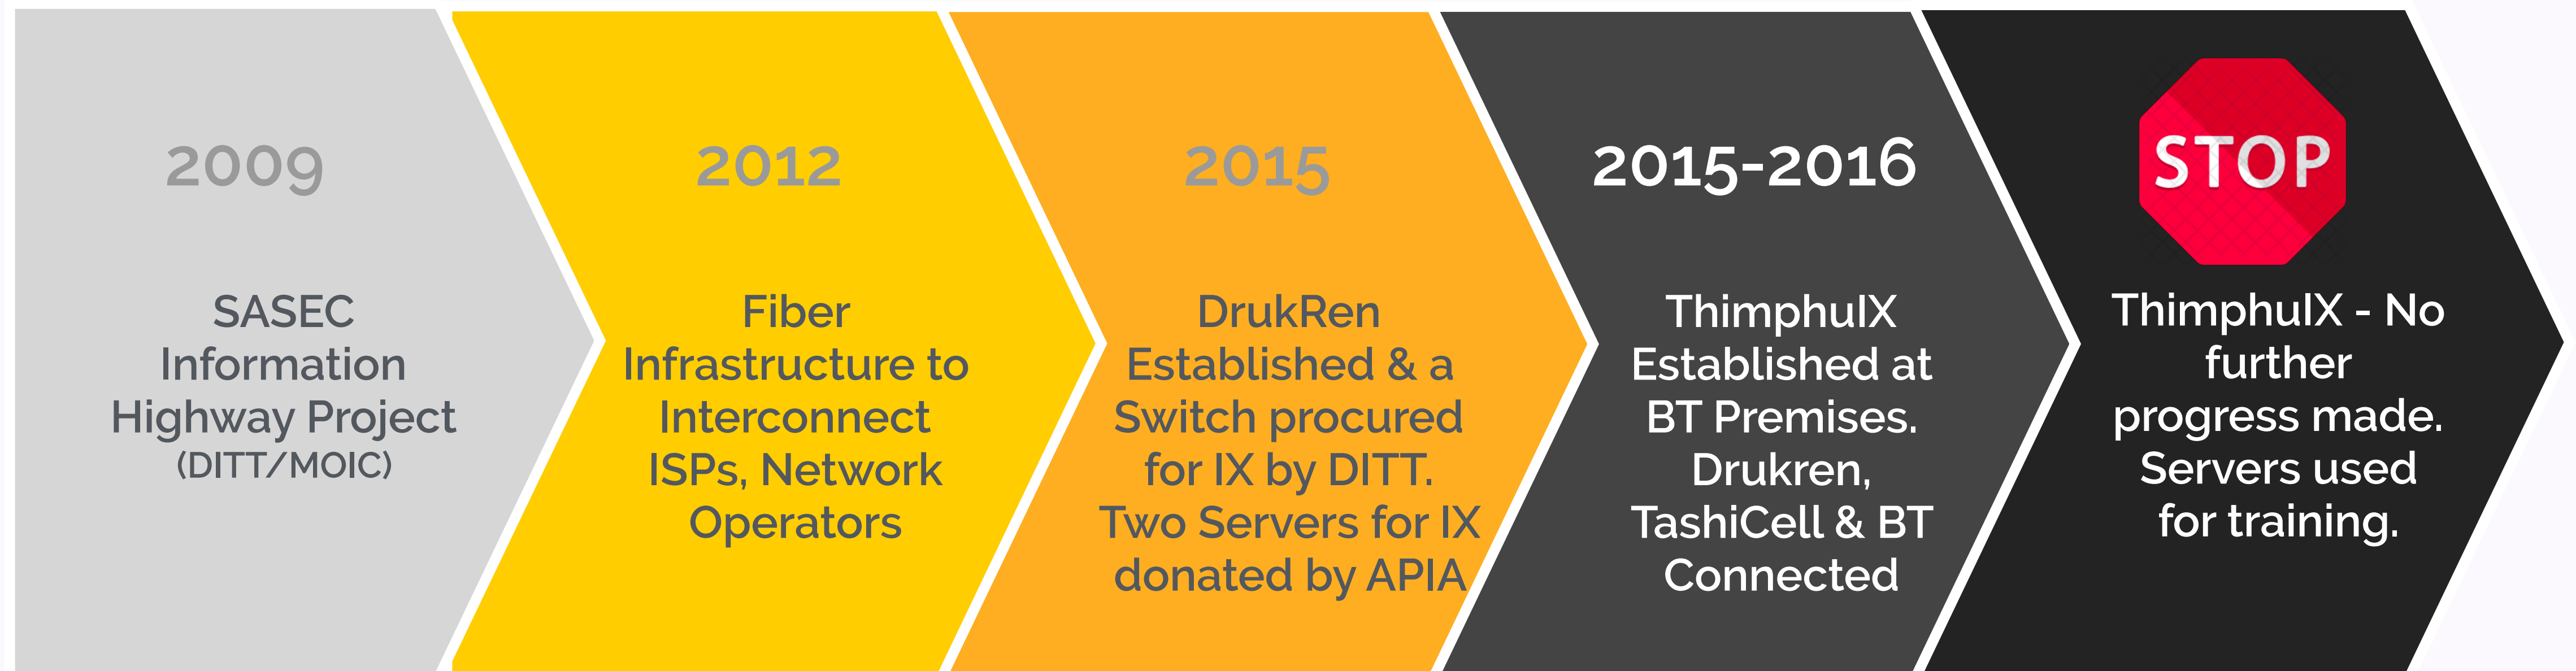 2009
SASEC
Information
Highway Project
(DITT/MOIC)
2012
Fiber
Infrastructure to
Interconnect
ISPs, Network
Operators
2015
DrukRen
Established & a
Switch procured
for IX by DITT.
Two Servers for IX
donated by APIA
2015-2016
ThimphuIX
Established at
BT Premises.
Drukren,
TashiCell & BT
Connected
STOP
ThimphuIX - No
further
progress made.
Servers used
for training.